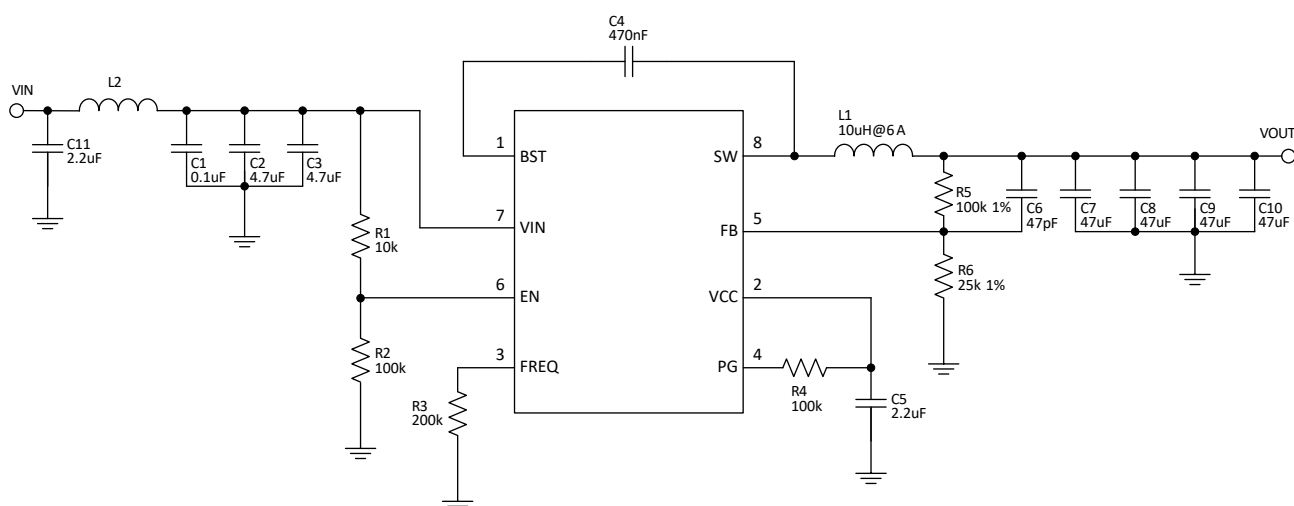 C4
470nF
VIN
L2
C11
2.2uF
C1
0.1uF
C2
4.7uF
C3
4.7uF
1
BST
SW
8
L1
10uH@6A
VOUT
R5
100k 1%
C6
47pF
C7
47uF
C8
47uF
C9
47uF
C10
47uF
7
VIN
FB
5
R1
10k
R6
25k 1%
6
EN
VCC
2
R2
100k
3
FREQ
PG
4
R4
100k
R3
200k
C5
2.2uF